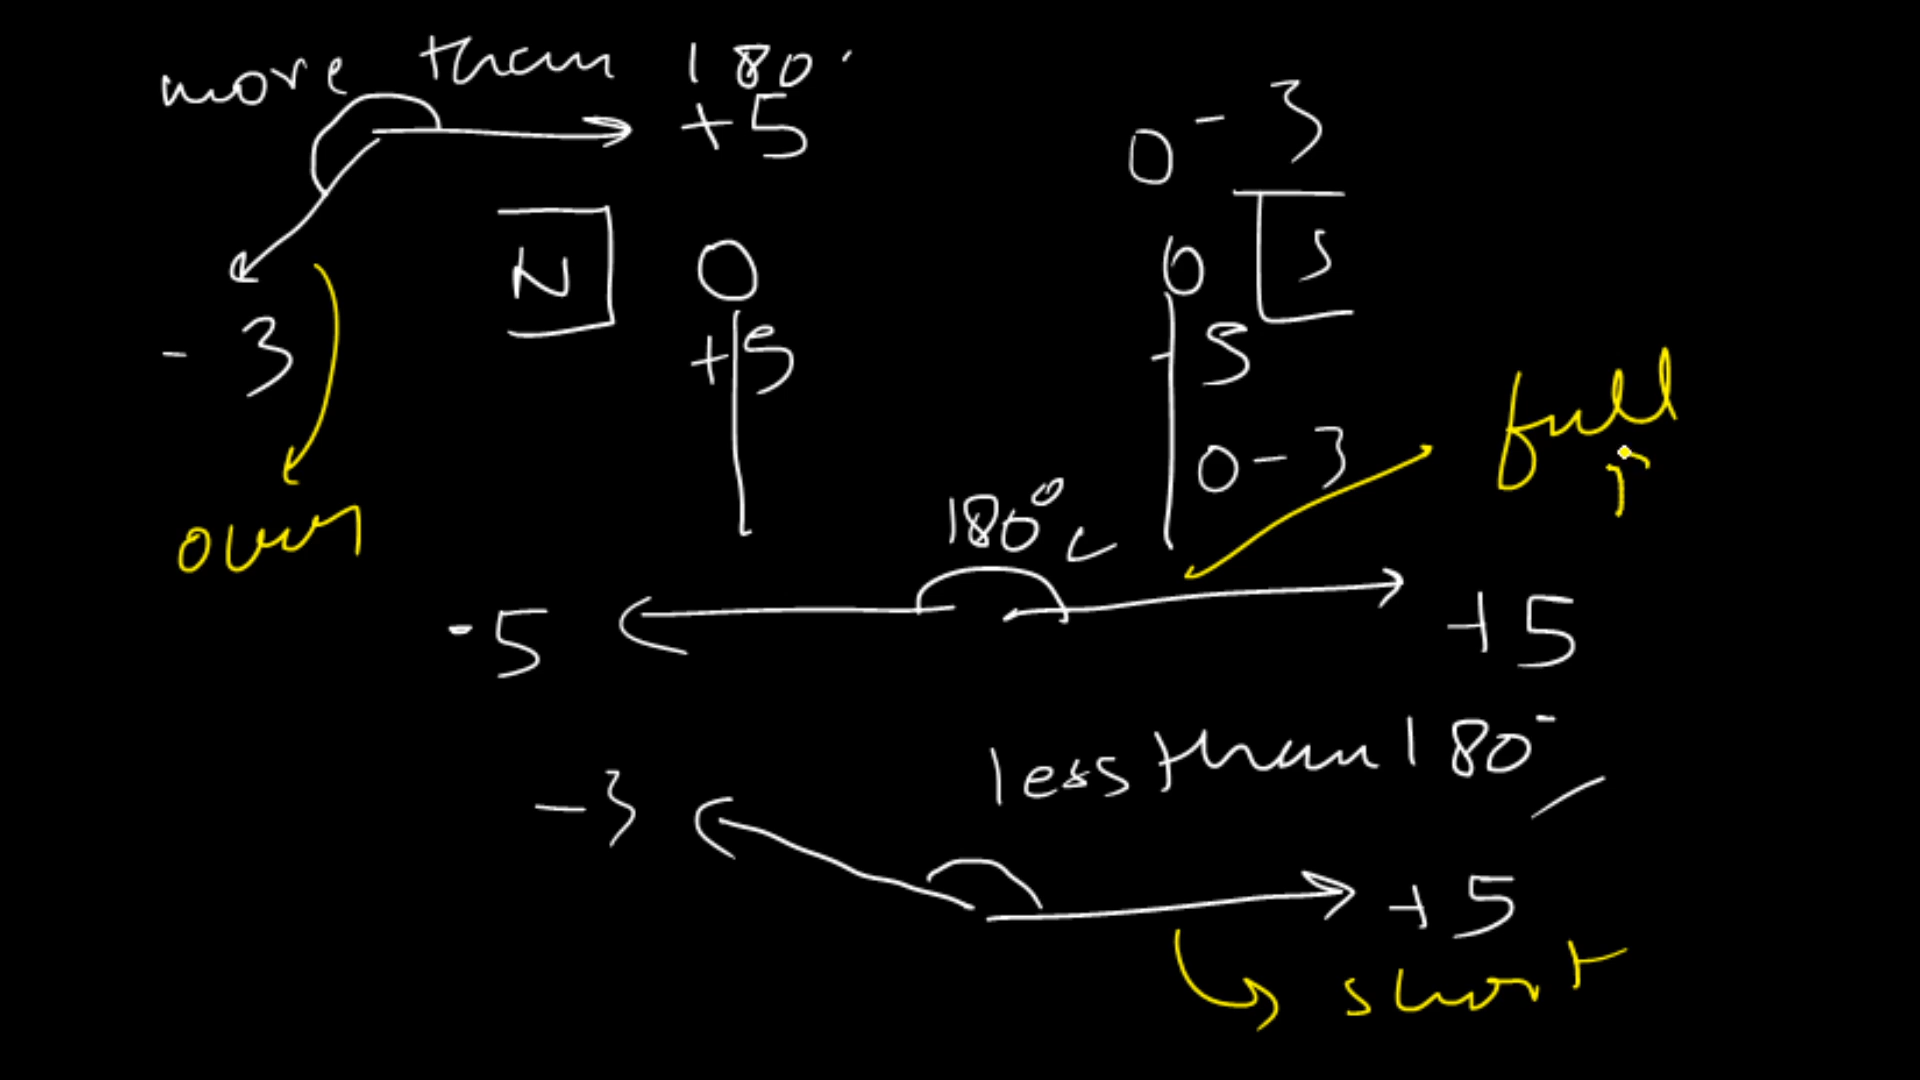 more than 180°
+5
0 - 3
N
0
0
S
- 3
+5
- 5
full
0 - 3
180°
over
- 5
+5
less than 180°
- 3
+5
short